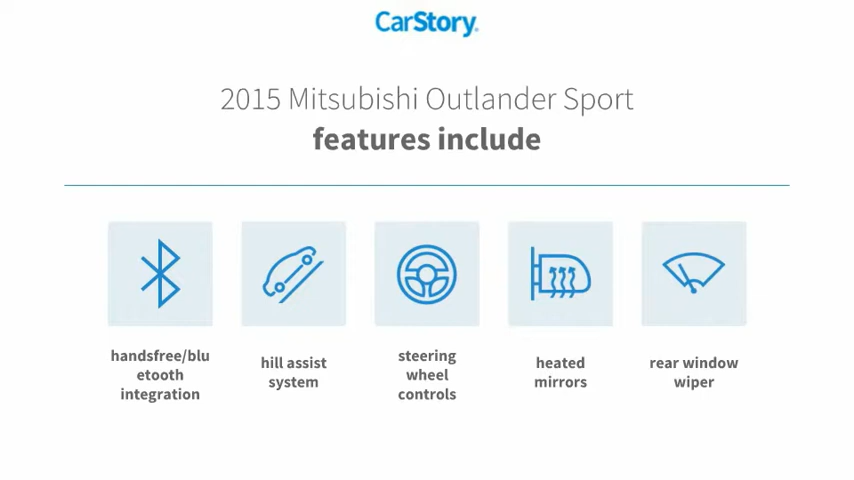 CarStory
2015 Mitsubishi Outlander Sport
features include
handsfree/blu
etooth
integration
hill assist
system
steering
wheel
controls
heated
mirrors
rear window
wiper